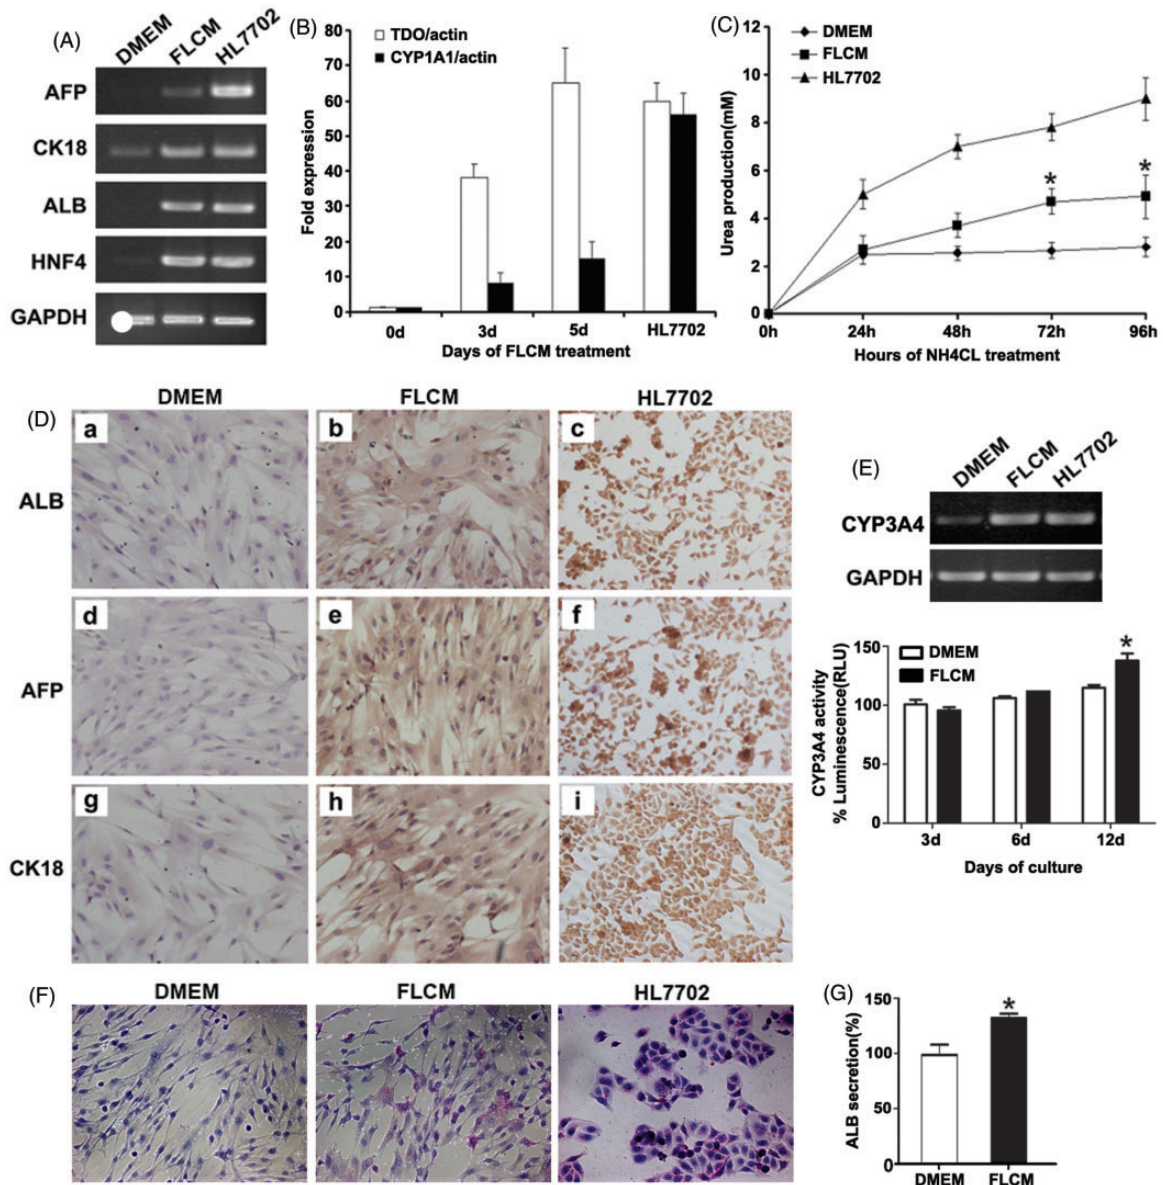 (A)
DMEM
FLCM
HL7702
AFP
CK18
ALB
HNF4
GAPDH
(B)
80
70
60
50
40
30
20
10
0
Fold expression
TDO/actin
CYP1A1/actin
0d
3d
5d
HL7702
Days of FLCM treatment
(C)
12
10
8
6
4
2
0
Urea production(mM)
DMEM
FLCM
HL7702
*
*
0h
24h
48h
72h
96h
Hours of NH4CL treatment
(D)
DMEM
FLCM
HL7702
ALB
a
b
c
AFP
d
e
f
CK18
g
h
i
(E)
DMEM
FLCM
HL7702
CYP3A4
GAPDH
CYP3A4 activity
% Luminescence(RLU)
150
100
50
0
DMEM
FLCM
*
3d
6d
12d
Days of culture
(F)
DMEM
FLCM
HL7702
(G)
ALB secretion(%)
150
100
50
0
*
DMEM
FLCM